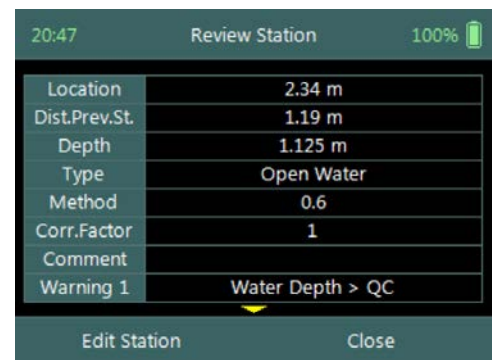 20:47 Review Station 100%
Location 2.34 m
Dist.Prev.St. 1.19 m
Depth 1.125 m
Type Open Water
Method 0.6
Corr.Factor 1
Comment
Warning 1 Water Depth > QC
Edit Station Close